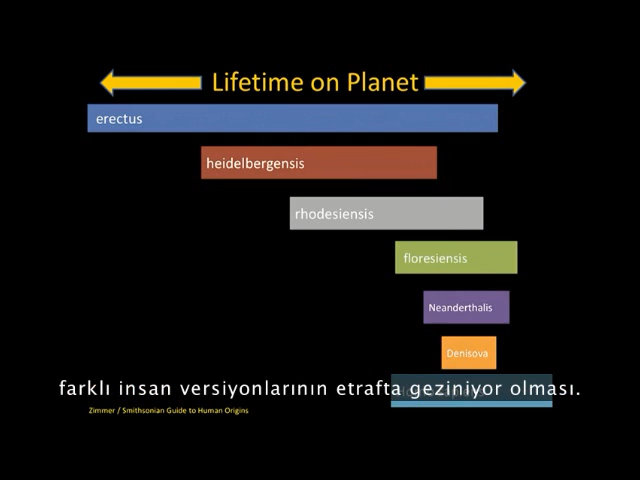 Lifetime on Planet
erectus
heidelbergensis
rhodesiensis
floresiensis
Neanderthalis
Denisova
farklı insan versiyonlarının etrafta geziniyor olması.
Zimmer / Smithsonian Guide to Human Origins